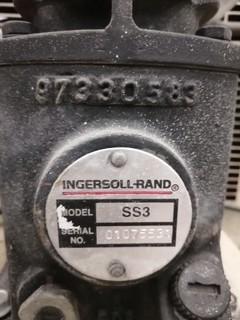 97330583
INGERSOLL-RAND®
MODEL SS3
SERIAL NO. 01075531